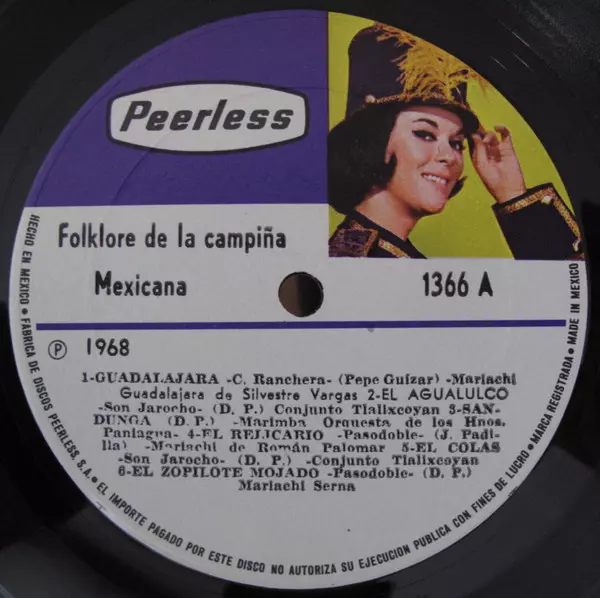 Peerless
Folklore de la campiña
Mexicana
1366 A
Ⓟ 1968
1-GUADALAJARA -C. Ranchera- (Pepe Guizar) -Mariachi
Guadalajara de Silvestre Vargas 2-EL AGUALULCO
-Son Jarocho- (D. P.) Conjunto Tlalixcoyan 3-SAN-
DUNGA (D. P.) -Marimba Orquesta de los Hnos.
Paniagua- 4-EL RELICARIO -Pasodoble- (J. Padi-
lla) -Mariachi de Román Palomar 5-EL COLAS
-Son Jarocho- (D. P.) -Conjunto Tlalixcoyan
6-EL ZOPILOTE MOJADO -Pasodoble- (D. P.)
Mariachi Serna
HECHO EN MEXICO • FABRICA DE DISCOS PEERLESS, S.A. • EL IMPORTE PAGADO POR ESTE DISCO NO AUTORIZA SU EJECUCION PUBLICA CON FINES DE LUCRO • MARCA REGISTRADA • MADE IN MEXICO